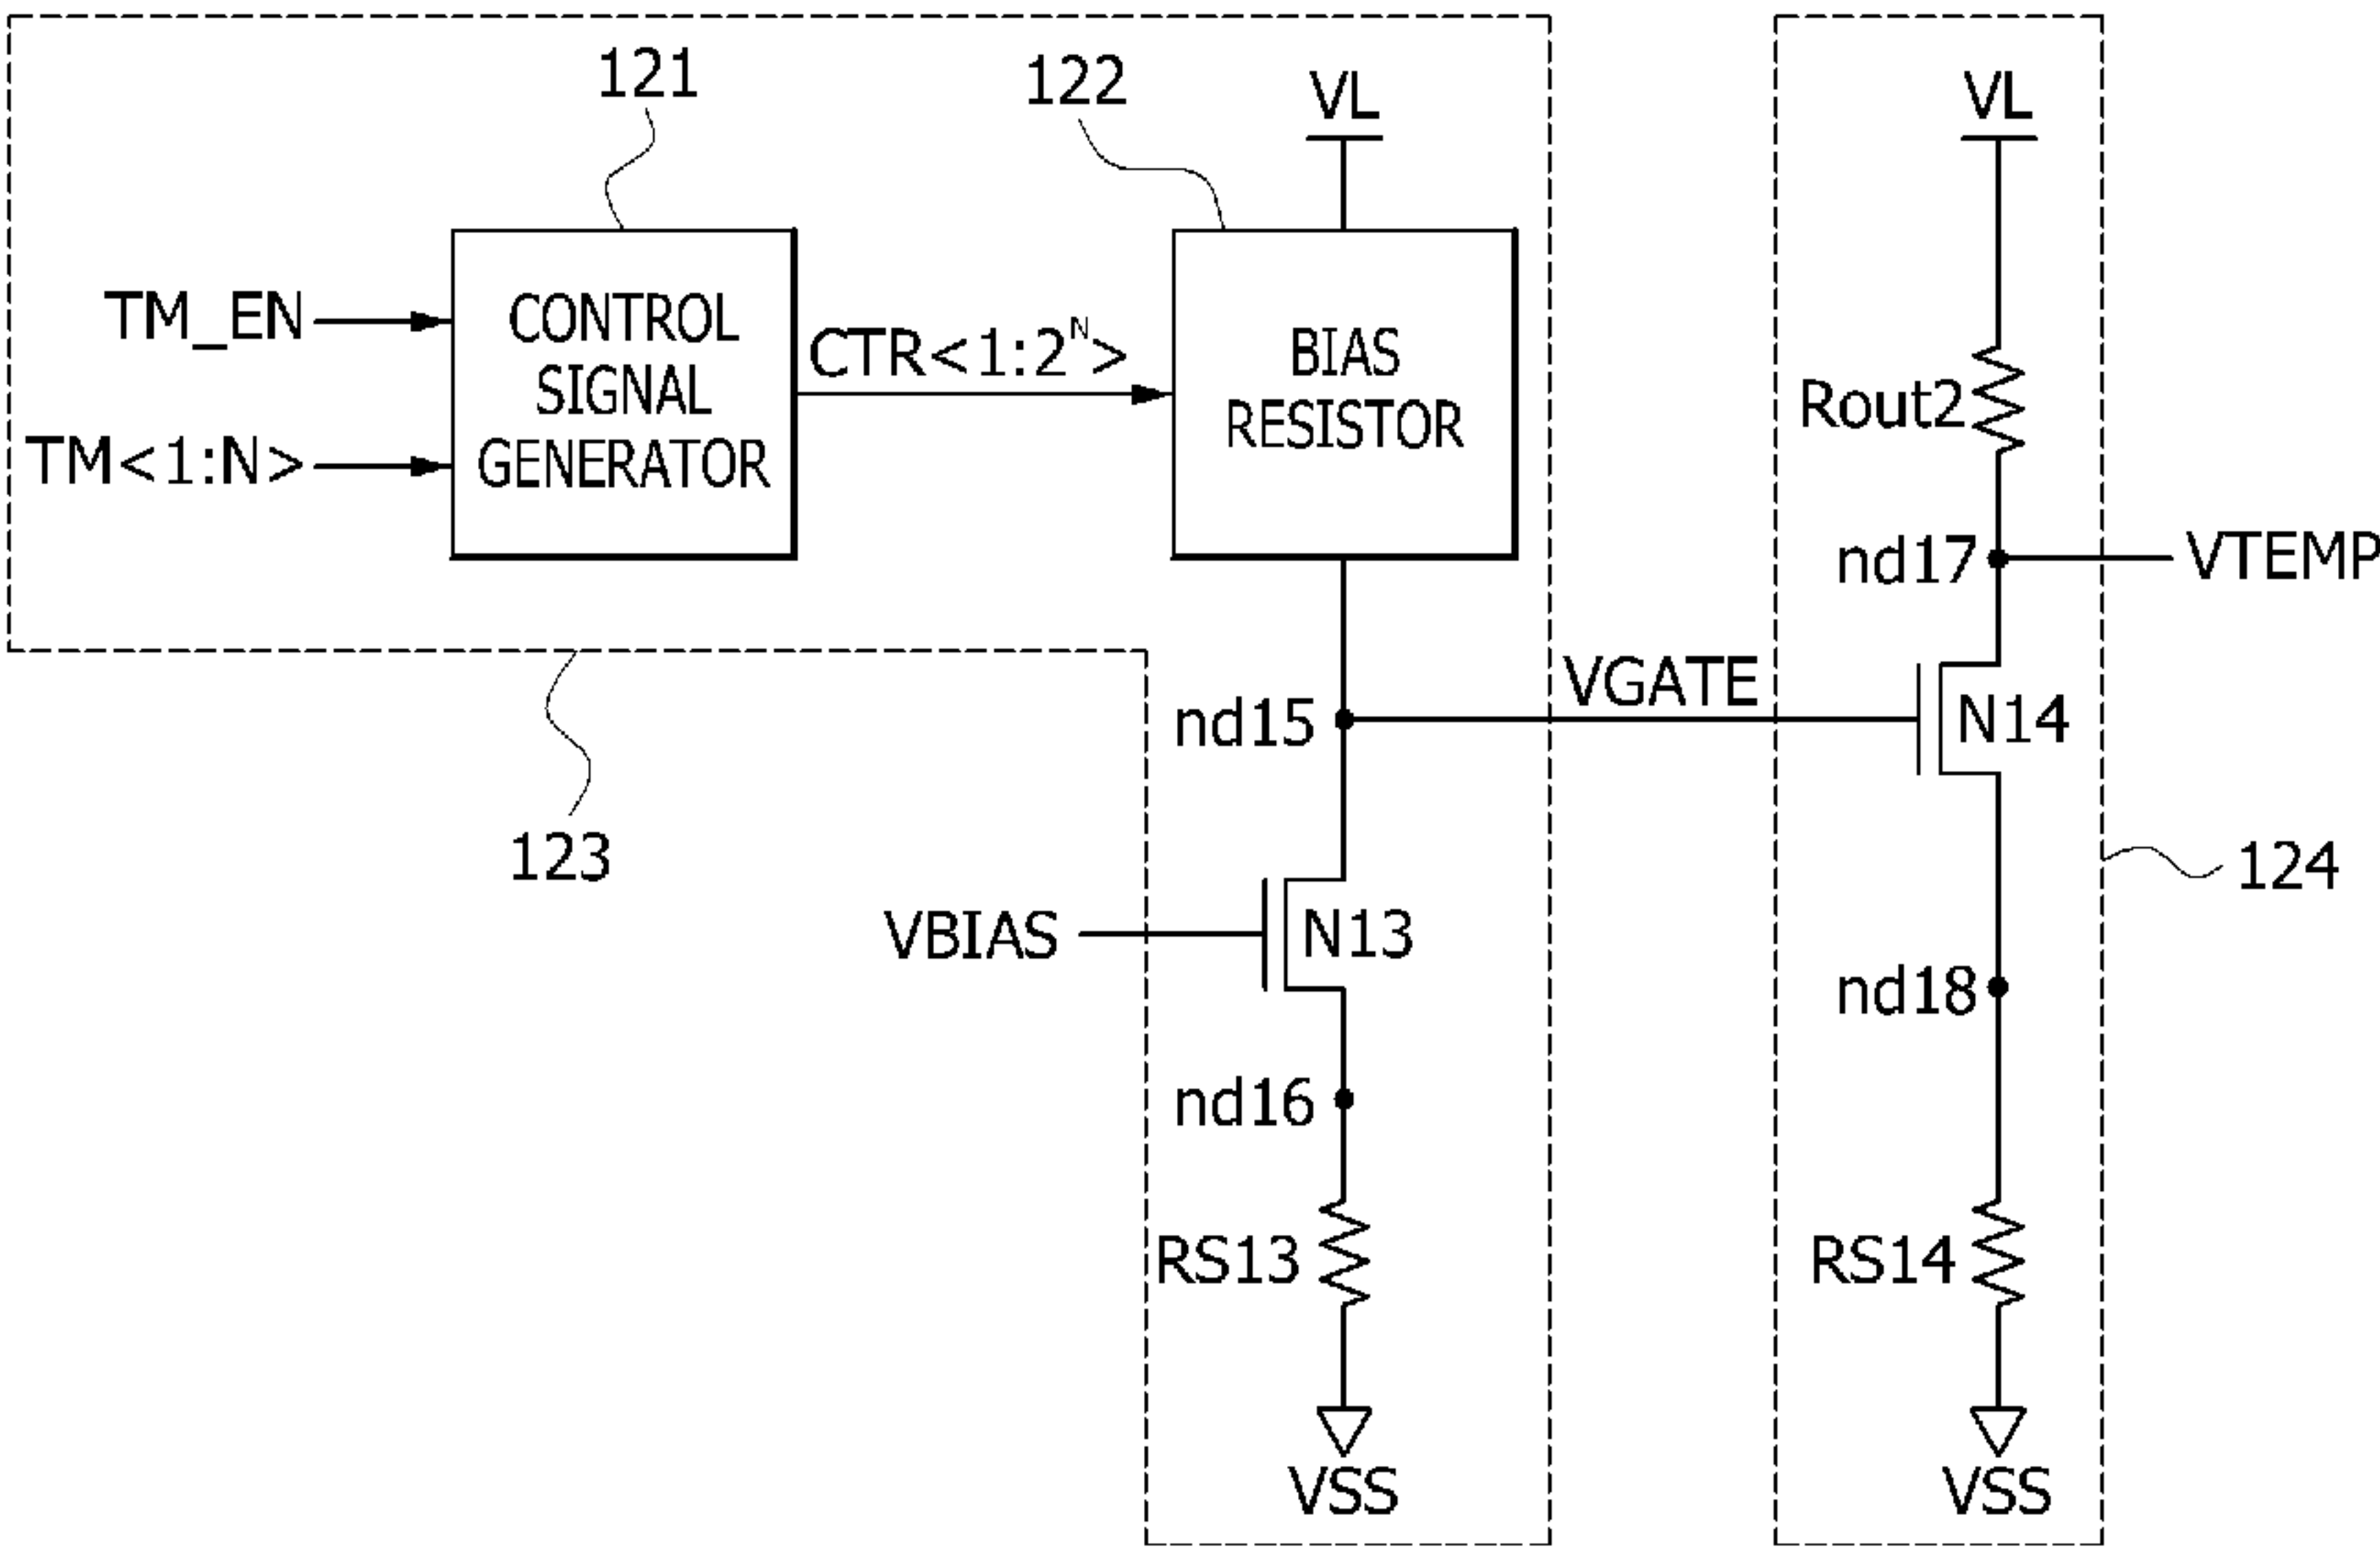 121
122
VL
VL
TM_EN
CONTROL
SIGNAL
GENERATOR
TM<1:N>
CTR<1:2^N>
BIAS
RESISTOR
Rout2
nd17
VTEMP
VGATE
nd15
N14
123
124
VBIAS
N13
nd18
nd16
RS13
RS14
VSS
VSS